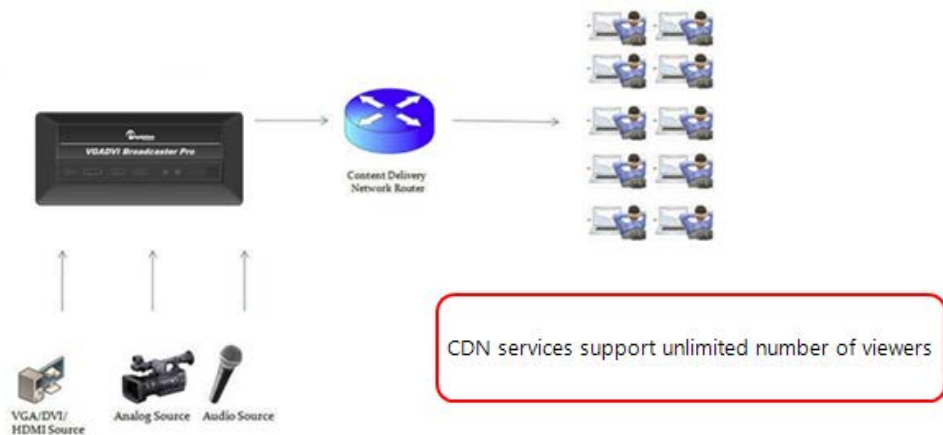 VGADVI Broadcaster Pro
Content Delivery
Network Router
CDN services support unlimited number of viewers
VGA/DVI/
HDMI Source
Analog Source
Audio Source